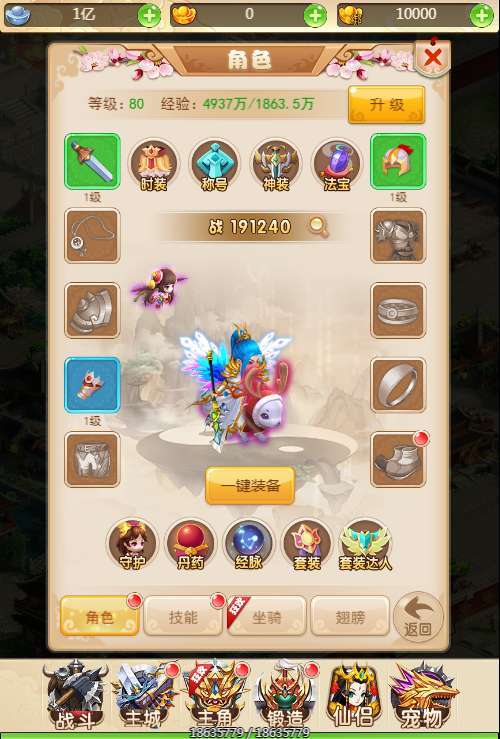 1亿 0 10000
角色
等级：80 经验：4937万/1863.5万 升级
时装 称号 神装 法宝
1级 1级
战 191240
1级
一键装备
守护 丹药 经脉 套装 套装达人
角色 技能 狂欢 坐骑 翅膀 返回
战斗 主城 狂欢 主角 锻造 仙侣 宠物
18635779 / 18635779